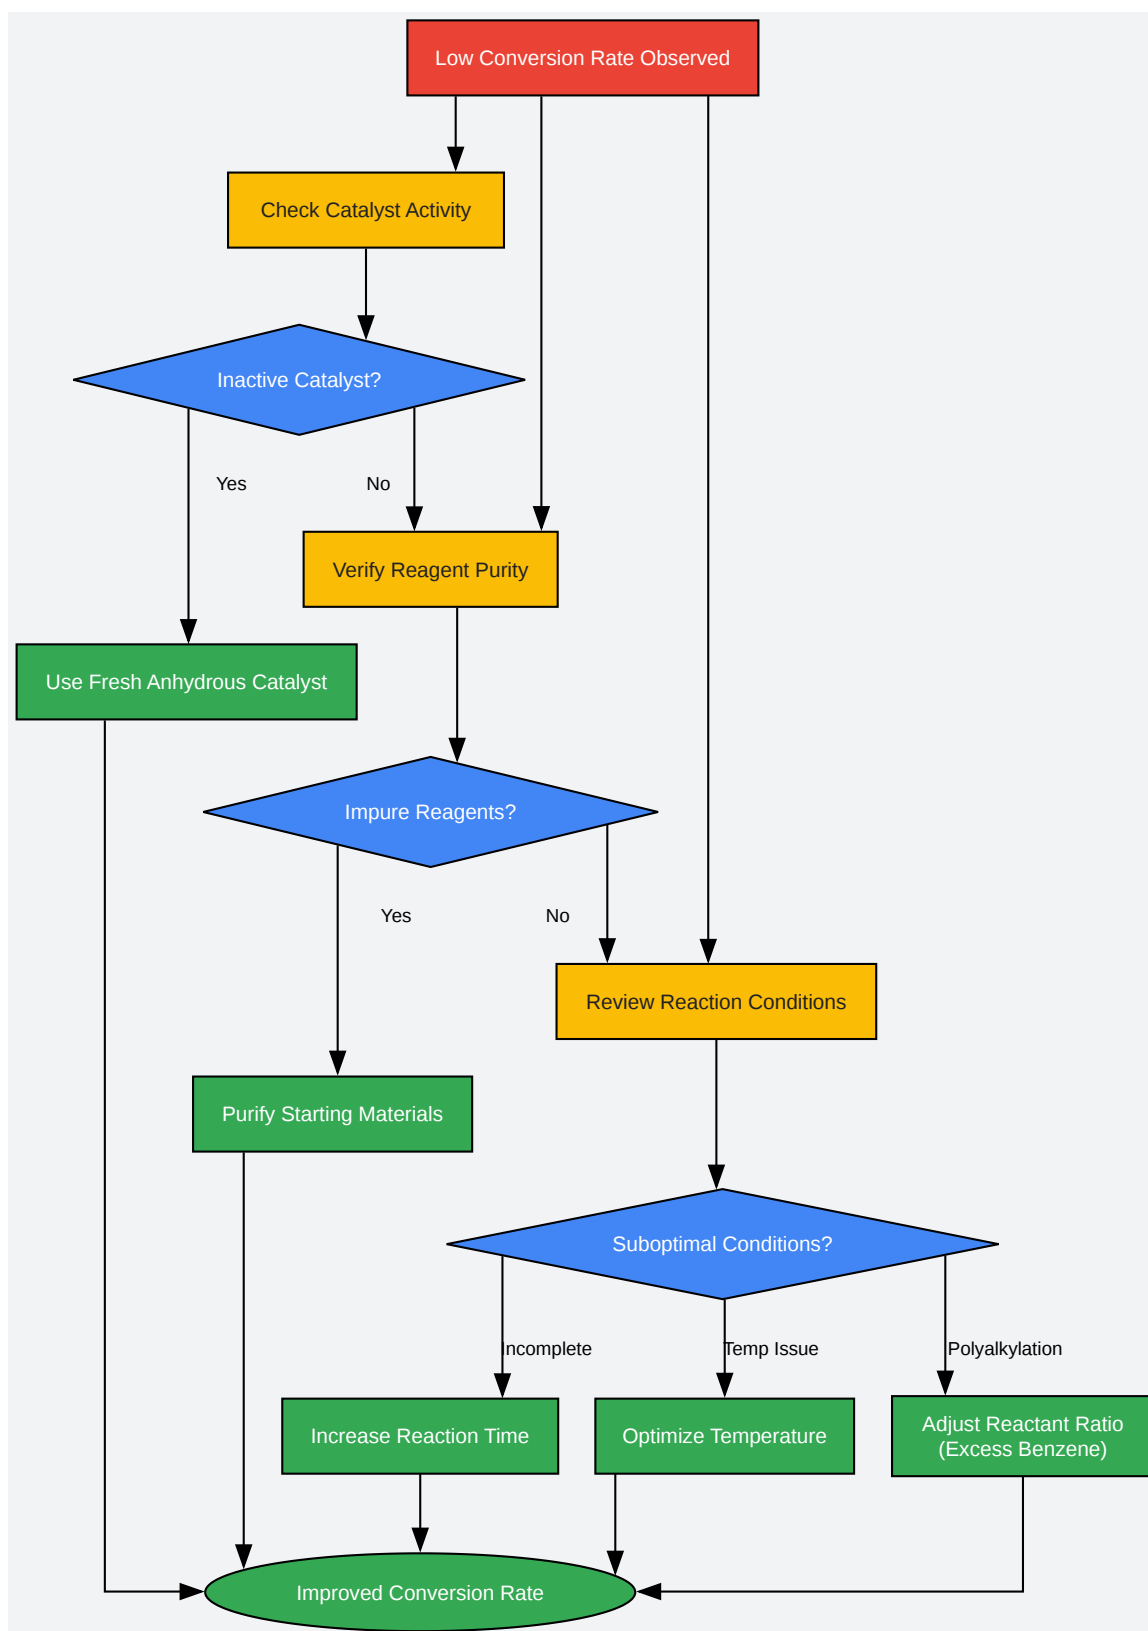 Low Conversion Rate Observed
Check Catalyst Activity
Inactive Catalyst?
Yes
No
Verify Reagent Purity
Use Fresh Anhydrous Catalyst
Impure Reagents?
Yes
No
Review Reaction Conditions
Purify Starting Materials
Suboptimal Conditions?
Incomplete
Temp Issue
Polyalkylation
Increase Reaction Time
Optimize Temperature
Adjust Reactant Ratio
(Excess Benzene)
Improved Conversion Rate